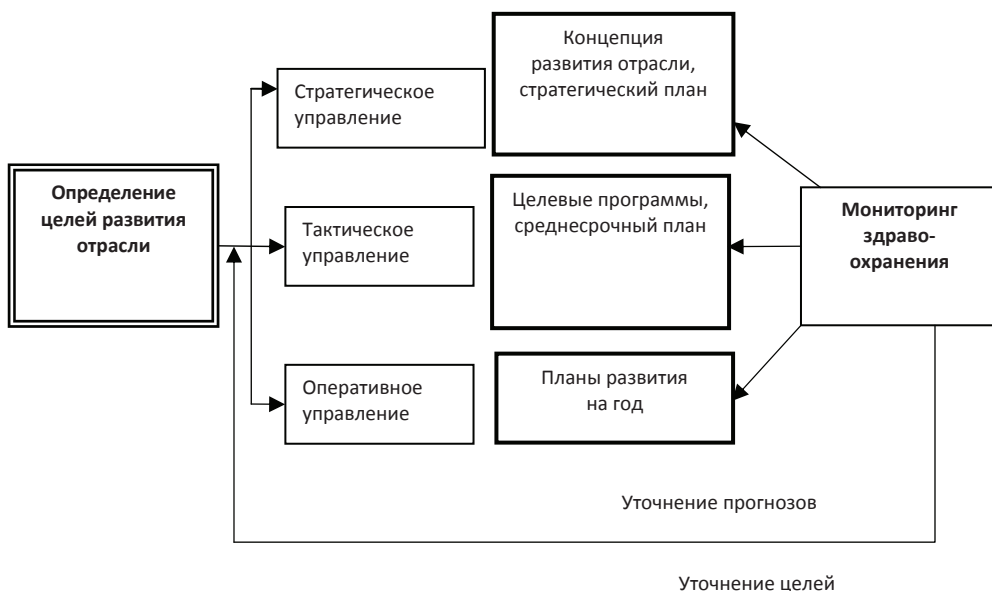 Определение
целей развития
отрасли
Стратегическое
управление
Концепция
развития отрасли,
стратегический план
Тактическое
управление
Целевые программы,
среднесрочный план
Оперативное
управление
Планы развития
на год
Мониторинг
здраво-
охранения
Уточнение прогнозов
Уточнение целей